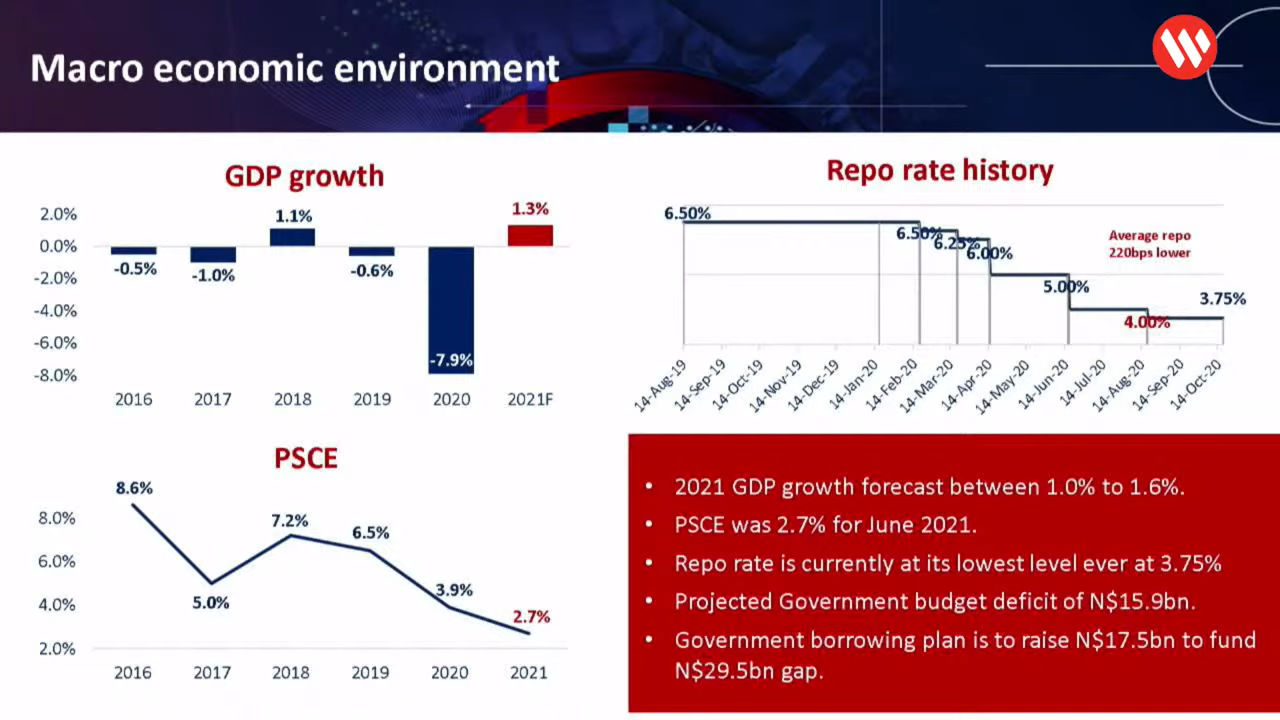 Macro economic environment
GDP growth
2.0%
0.0%
-2.0%
-4.0%
-6.0%
-8.0%
-0.5%
-1.0%
1.1%
-0.6%
-7.9%
1.3%
2016 2017 2018 2019 2020 2021F
Repo rate history
6.50%
6.50%
6.25%
6.00%
5.00%
4.00%
3.75%
Average repo
220bps lower
14-Aug-19 14-Sep-19 14-Oct-19 14-Nov-19 14-Dec-19 14-Jan-20 14-Feb-20 14-Mar-20 14-Apr-20 14-May-20 14-Jun-20 14-Jul-20 14-Aug-20 14-Sep-20 14-Oct-20
PSCE
8.0%
6.0%
4.0%
2.0%
8.6%
5.0%
7.2%
6.5%
3.9%
2.7%
2016 2017 2018 2019 2020 2021
• 2021 GDP growth forecast between 1.0% to 1.6%.
• PSCE was 2.7% for June 2021.
• Repo rate is currently at its lowest level ever at 3.75%
• Projected Government budget deficit of N$15.9bn.
• Government borrowing plan is to raise N$17.5bn to fund
N$29.5bn gap.